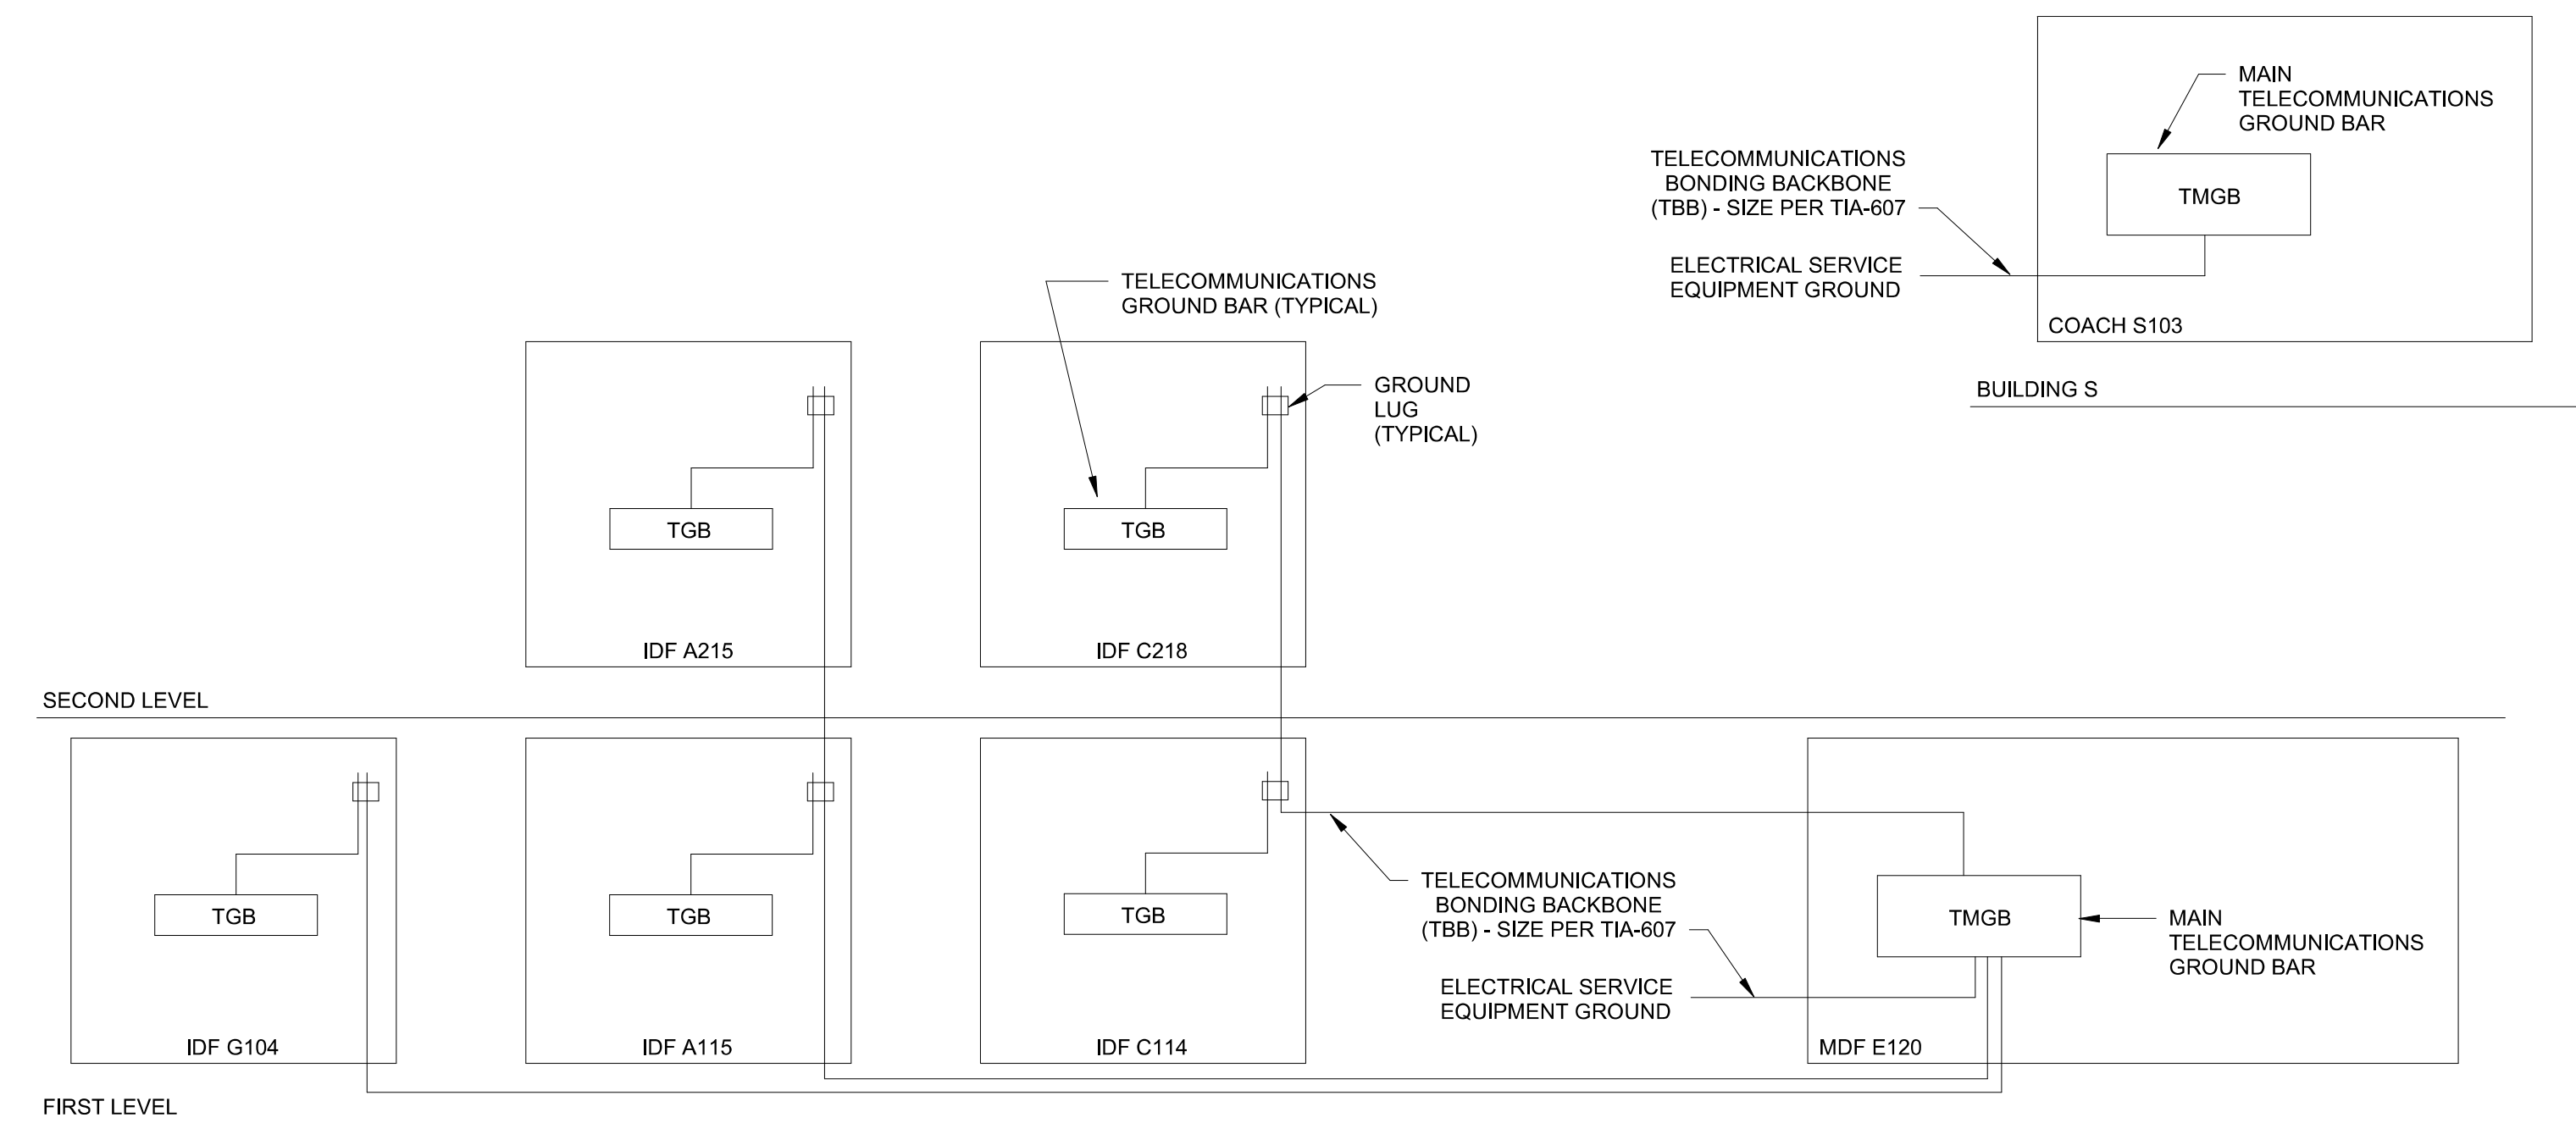 MAIN
TELECOMMUNICATIONS
GROUND BAR
TELECOMMUNICATIONS
BONDING BACKBONE
(TBB) - SIZE PER TIA-607
TMGB
ELECTRICAL SERVICE
EQUIPMENT GROUND
COACH S103
BUILDING S
TELECOMMUNICATIONS
GROUND BAR (TYPICAL)
GROUND
LUG
(TYPICAL)
TGB
TGB
IDF A215
IDF C218
SECOND LEVEL
TGB
TGB
TGB
TELECOMMUNICATIONS
BONDING BACKBONE
(TBB) - SIZE PER TIA-607
TMGB
MAIN
TELECOMMUNICATIONS
GROUND BAR
ELECTRICAL SERVICE
EQUIPMENT GROUND
IDF G104
IDF A115
IDF C114
MDF E120
FIRST LEVEL